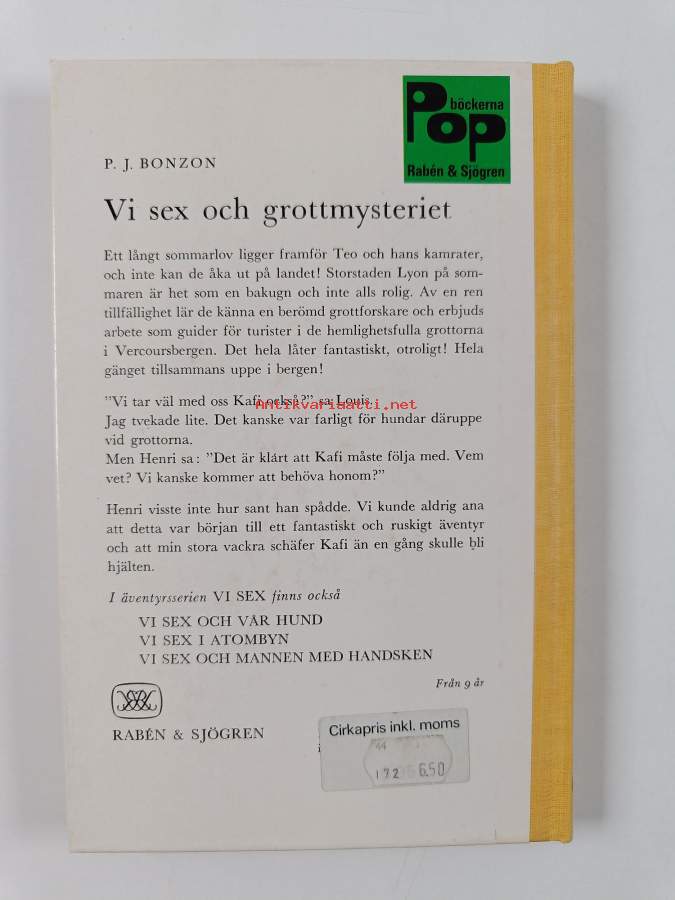 böckerna
Pop
Rabén & Sjögren
P. J. BONZON
Vi sex och grottmysteriet
Ett långt sommarlov ligger framför Teo och hans kamrater,
och inte kan de åka ut på landet! Storstaden Lyon på som-
maren är het som en bakugn och inte alls rolig. Av en ren
tillfällighet lär de känna en berömd grottforskare och erbjuds
arbete som guider för turister i de hemlighetsfulla grottorna
i Vercoursbergen. Det hela låter fantastiskt, otroligt! Hela
gänget tillsammans uppe i bergen!
"Vi tar väl med oss Kafi också?" sa Louis.
Antikvariaatti.net
Jag tvekade lite. Det kanske var farligt för hundar däruppe
vid grottorna.
Men Henri sa: "Det är klart att Kafi måste följa med. Vem
vet? Vi kanske kommer att behöva honom?"
Henri visste inte hur sant han spådde. Vi kunde aldrig ana
att detta var början till ett fantastiskt och ruskigt äventyr
och att min stora vackra schäfer Kafi än en gång skulle bli
hjälten.
I äventyrsserien VI SEX finns också
VI SEX OCH VÅR HUND
VI SEX I ATOMBYN
VI SEX OCH MANNEN MED HANDSKEN
Från 9 år
RABÉN & SJÖGREN
Cirkapris inkl. moms
44
172 6.50